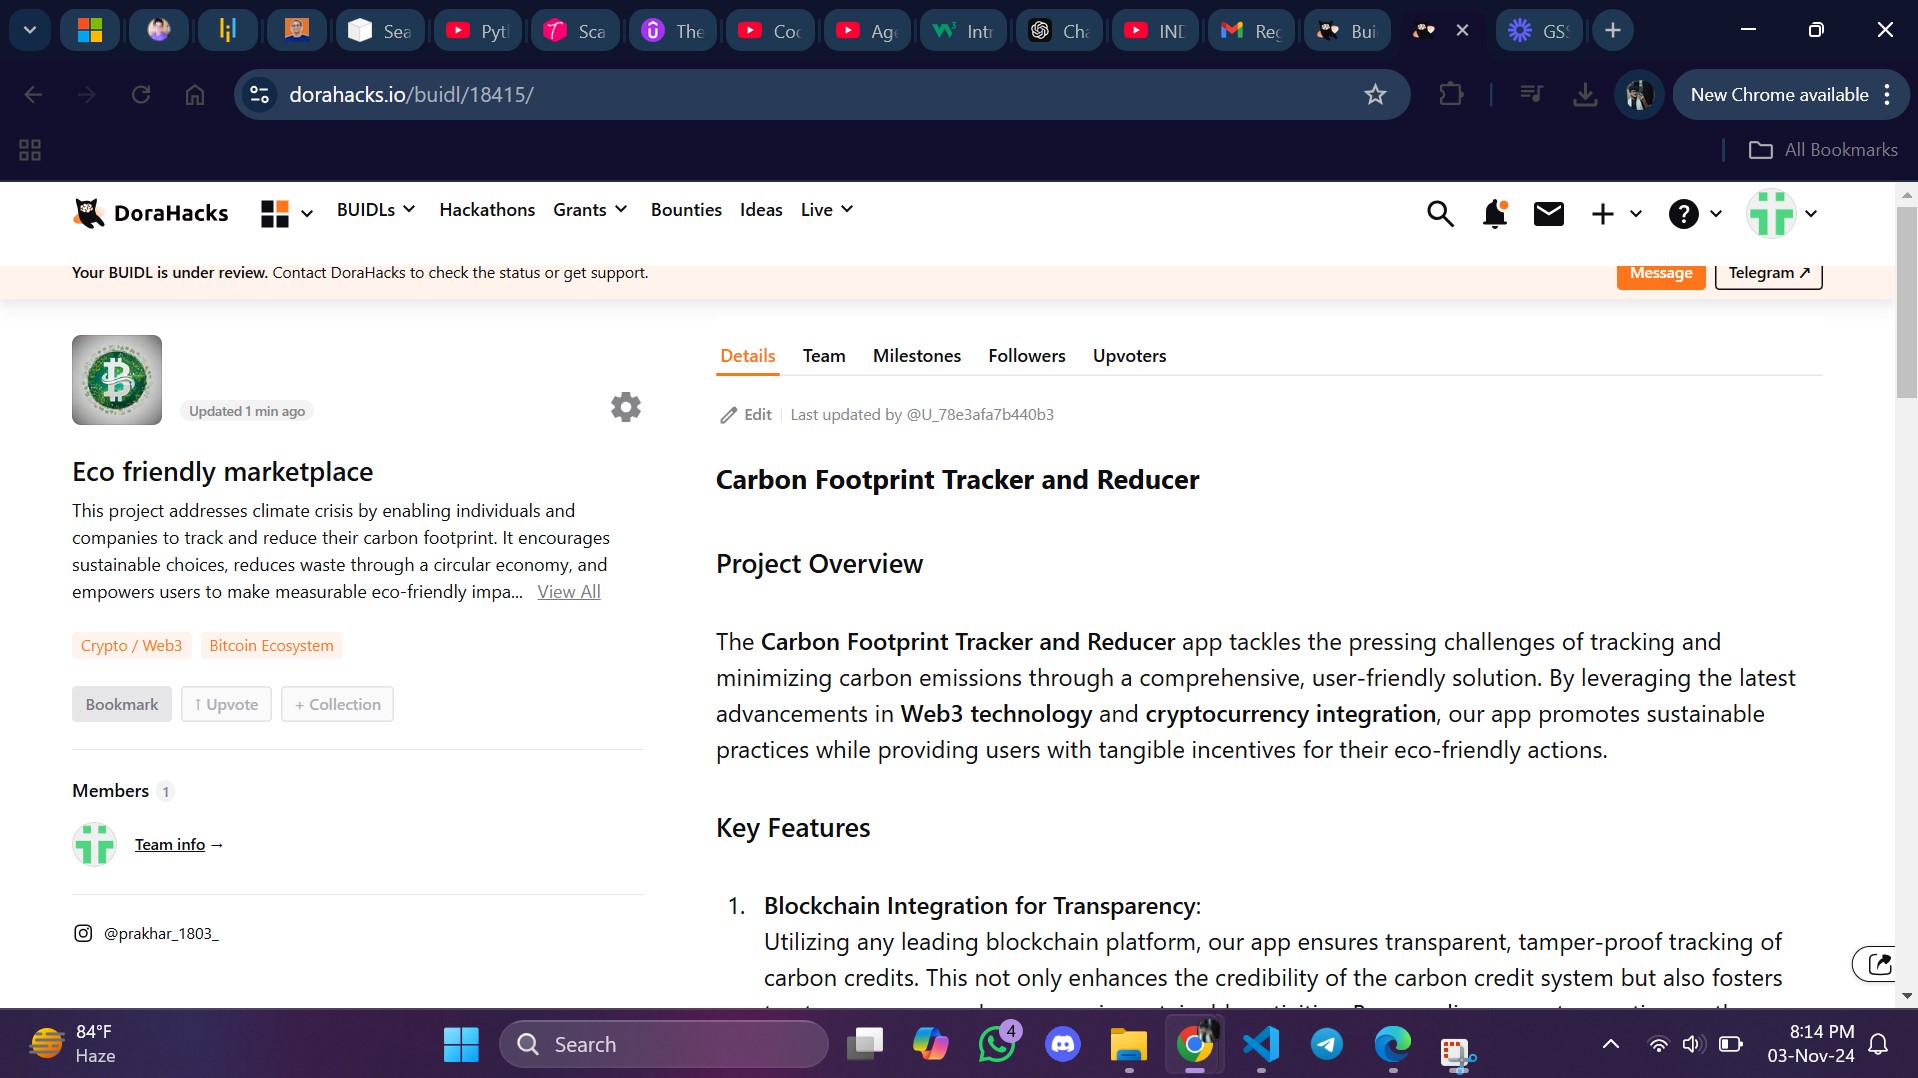 Sea
Pytl
Sca
The
Coc
Age
Intr
Cha
IND
Reg
Bui
GSS
dorahacks.io/buidl/18415/
New Chrome available
All Bookmarks
DoraHacks
BUIDLs
Hackathons
Grants
Bounties
Ideas
Live
Your BUIDL is under review. Contact DoraHacks to check the status or get support.
Message
Telegram ↗
Updated 1 min ago
Eco friendly marketplace
This project addresses climate crisis by enabling individuals and
companies to track and reduce their carbon footprint. It encourages
sustainable choices, reduces waste through a circular economy, and
empowers users to make measurable eco-friendly impa... View All
Crypto / Web3
Bitcoin Ecosystem
Bookmark
↑ Upvote
+ Collection
Members 1
Team info →
@prakhar_1803_
Details
Team
Milestones
Followers
Upvoters
Edit
Last updated by @U_78e3afa7b440b3
Carbon Footprint Tracker and Reducer
Project Overview
The Carbon Footprint Tracker and Reducer app tackles the pressing challenges of tracking and
minimizing carbon emissions through a comprehensive, user-friendly solution. By leveraging the latest
advancements in Web3 technology and cryptocurrency integration, our app promotes sustainable
practices while providing users with tangible incentives for their eco-friendly actions.
Key Features
1. Blockchain Integration for Transparency:
Utilizing any leading blockchain platform, our app ensures transparent, tamper-proof tracking of
carbon credits. This not only enhances the credibility of the carbon credit system but also fosters
84°F
Haze
Search
4
8:14 PM
03-Nov-24